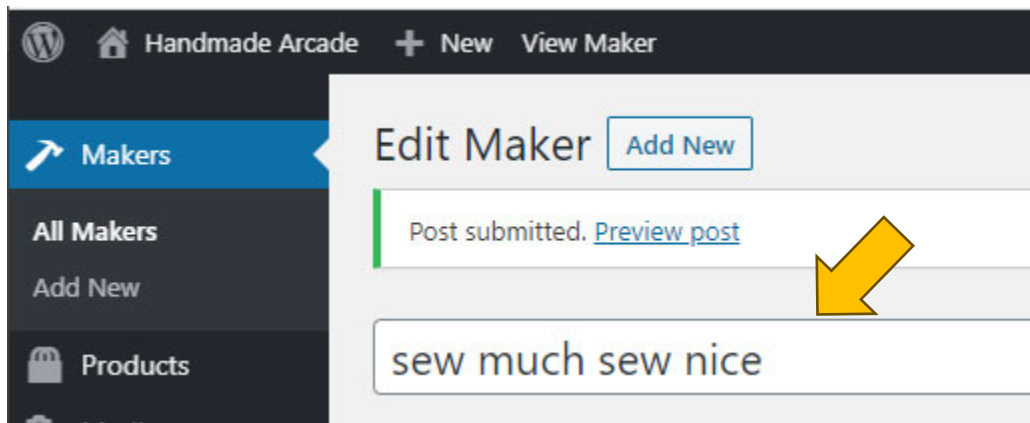 Handmade Arcade + New View Maker
Makers
All Makers
Add New
Products
Edit Maker Add New
Post submitted. Preview post
sew much sew nice